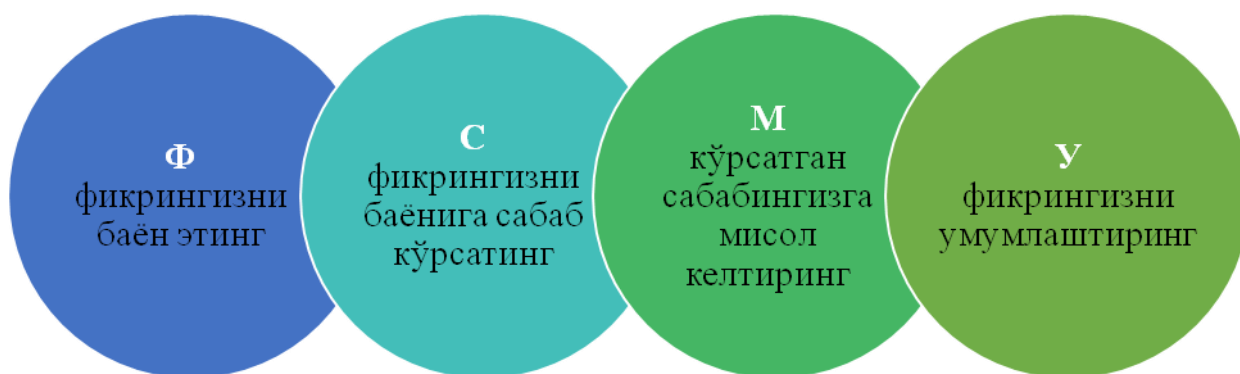 Ф
фикрингизни
баён этинг
С
фикрингизни
баёнига сабаб
кўрсатинг
М
кўрсатган
сабабингизга
мисол
келтиринг
У
фикрингизни
умумлаштиринг